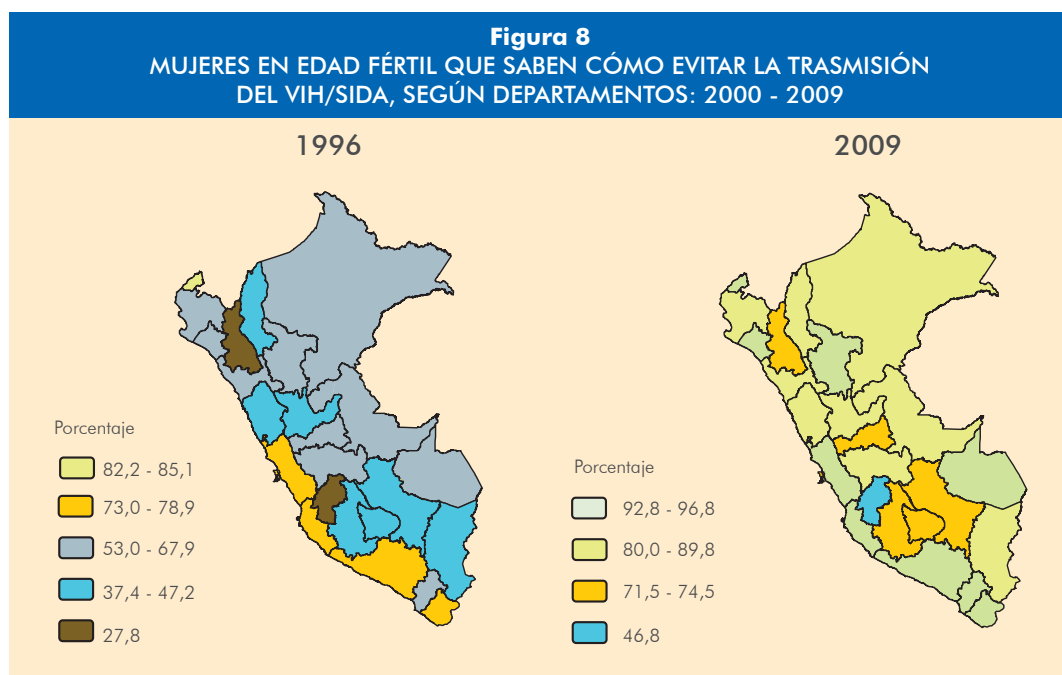 Figura 8
MUJERES EN EDAD FÉRTIL QUE SABEN CÓMO EVITAR LA TRASMISIÓN
DEL VIH/SIDA, SEGÚN DEPARTAMENTOS: 2000 - 2009
1996
Porcentaje
82,2 - 85,1
73,0 - 78,9
53,0 - 67,9
37,4 - 47,2
27,8
2009
Porcentaje
92,8 - 96,8
80,0 - 89,8
71,5 - 74,5
46,8